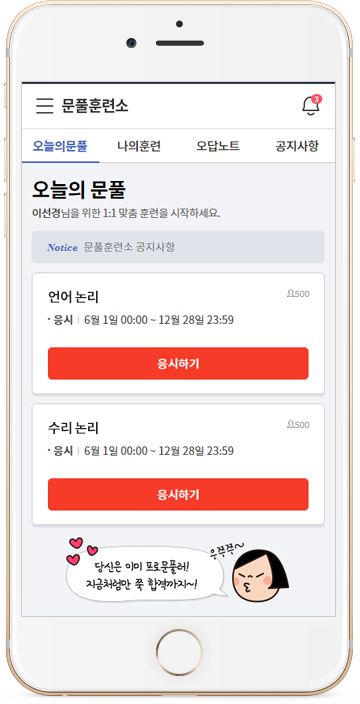 문풀훈련소
3
오늘의문풀 나의훈련 오답노트 공지사항
오늘의 문풀
이선경님을 위한 1:1 맞춤 훈련을 시작하세요.
Notice 문풀훈련소 공지사항
언어 논리 500
· 응시 | 6월 1일 00:00 ~ 12월 28일 23:59
응시하기
수리 논리 500
· 응시 | 6월 1일 00:00 ~ 12월 28일 23:59
응시하기
우쭈쭈~
당신은 이미 프로문풀러!
지금처럼만 쭉 합격까지~!